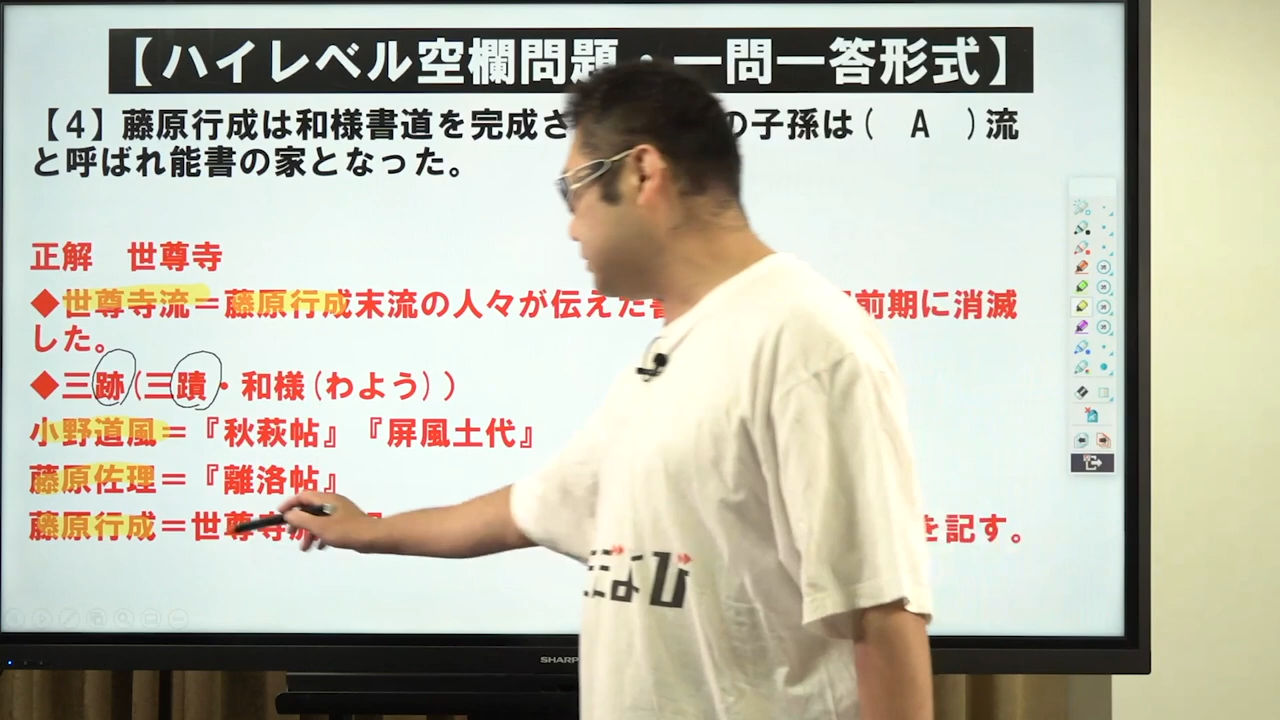 【ハイレベル空欄問題・一問一答形式】
【4】藤原行成は和様書道を完成さ の子孫は( A )流
と呼ばれ能書の家となった。
正解 世尊寺
◆世尊寺流＝藤原行成末流の人々が伝えた 前期に消滅
した。
◆三跡(三蹟・和様(わよう))
小野道風＝『秋萩帖』『屏風土代』
藤原佐理＝『離洛帖』
藤原行成＝世尊寺 を記す。
よび
SHARP